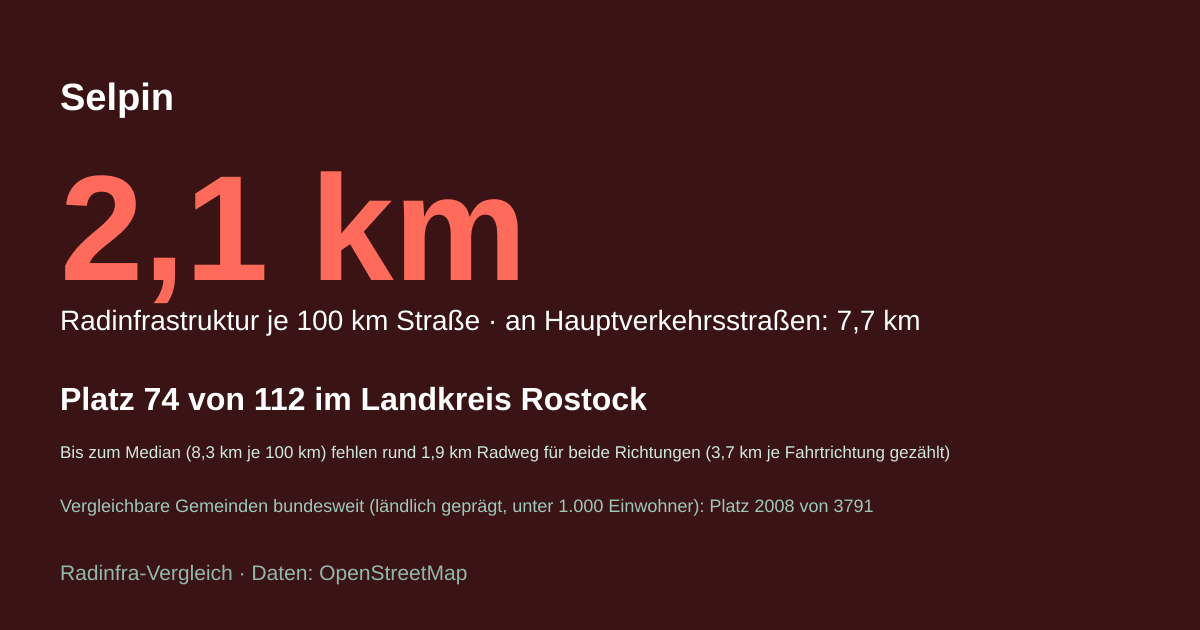 Selpin
2,1 km
Radinfrastruktur je 100 km Straße · an Hauptverkehrsstraßen: 7,7 km
Platz 74 von 112 im Landkreis Rostock
Bis zum Median (8,3 km je 100 km) fehlen rund 1,9 km Radweg für beide Richtungen (3,7 km je Fahrtrichtung gezählt)
Vergleichbare Gemeinden bundesweit (ländlich geprägt, unter 1.000 Einwohner): Platz 2008 von 3791
Radinfra-Vergleich · Daten: OpenStreetMap